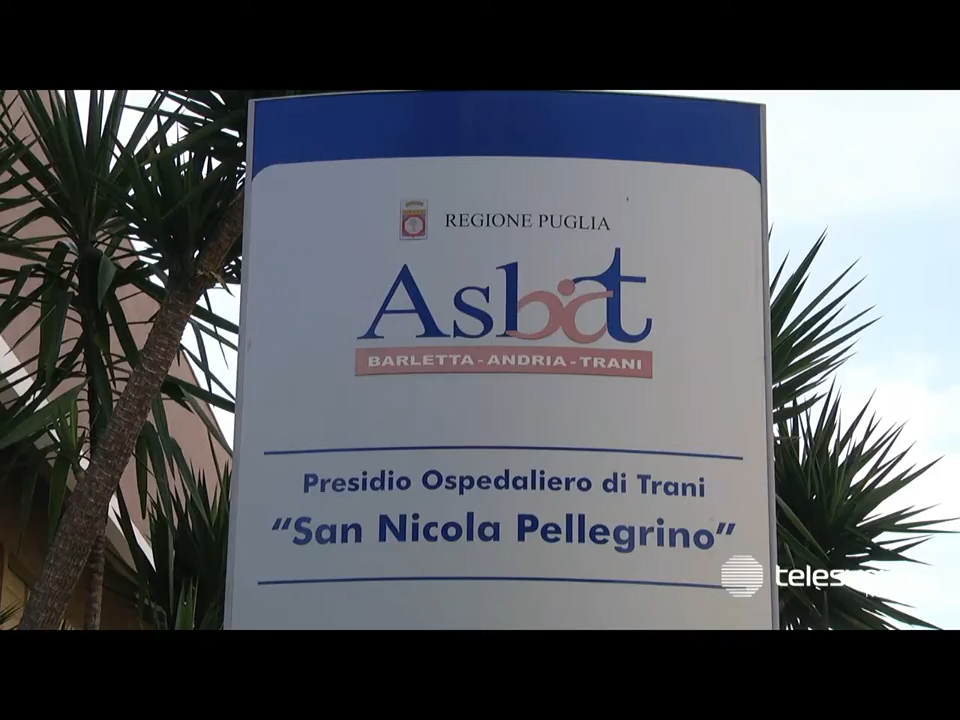 REGIONE PUGLIA
Asbat
BARLETTA - ANDRIA - TRANI
Presidio Ospedaliero di Trani
“San Nicola Pellegrino”